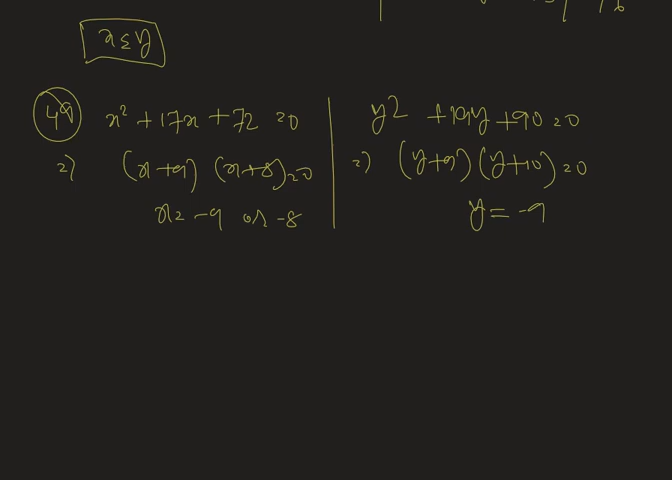 x ≤ y
49 x² + 17x + 72 = 0
=) (x + 9) (x + 8) = 0
x = -9 or -8
y2 + 19y + 90 = 0
=) (y + 9) (y + 10) = 0
y = -9